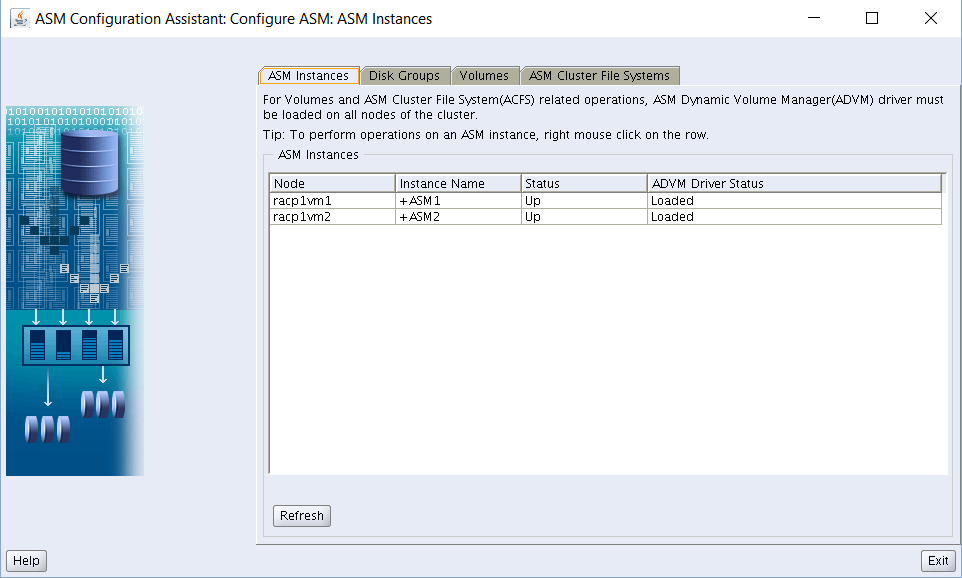 ASM Configuration Assistant: Configure ASM: ASM Instances
ASM Instances Disk Groups Volumes ASM Cluster File Systems
For Volumes and ASM Cluster File System(ACFS) related operations, ASM Dynamic Volume Manager(ADVM) driver must
be loaded on all nodes of the cluster.
Tip: To perform operations on an ASM instance, right mouse click on the row.
ASM Instances
Node Instance Name Status ADVM Driver Status
racp1vm1 +ASM1 Up Loaded
racp1vm2 +ASM2 Up Loaded
Refresh
Help Exit